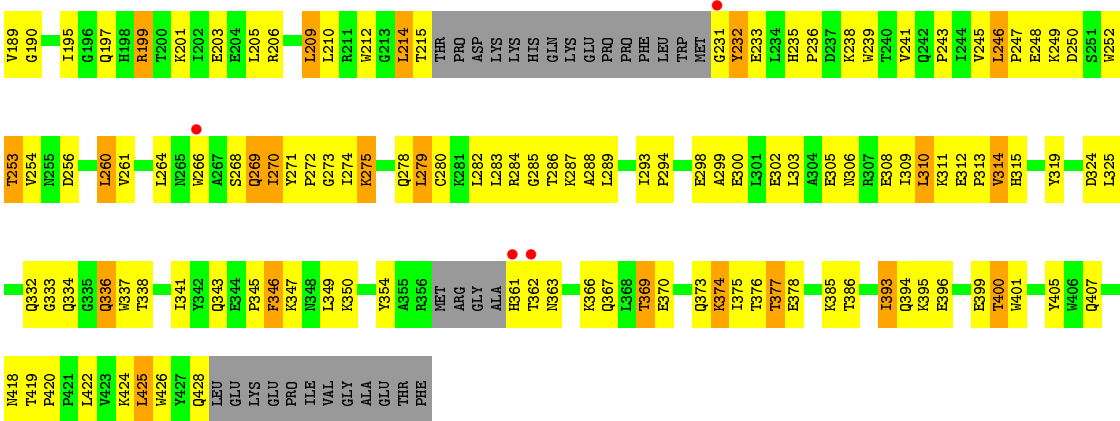 V189 G190 I195 G196 Q197 H198 R199 T200 K201 I202 E203 E204 L205 R206 L209 L210 R211 W212 G213 L214 T215 THR PRO ASP LYS LYS HIS GLN LYS GLU PRO PRO PHE LEU TRP MET G231 Y232 E233 L234 H235 P236 D237 K238 W239 T240 V241 Q242 P243 I244 V245 L246 P247 E248 K249 D250 S251 W252
T253 V254 N255 D256 L260 V261 L264 N265 W266 A267 S268 Q269 I270 Y271 P272 G273 I274 K275 Q278 L279 C280 K281 L282 L283 R284 G285 T286 K287 A288 L289 I293 P294 E298 A299 E300 L301 E302 L303 A304 E305 N306 R307 E308 I309 L310 K311 E312 P313 V314 H315 Y319 D324 L325
Q332 G333 Q334 G335 Q336 W337 T338 I341 Y342 Q343 E344 P345 F346 K347 N348 L349 K350 Y354 A355 R356 MET ARG GLY ALA H361 T362 N363 K366 Q367 L368 T369 E370 Q373 K374 I375 T376 T377 E378 K385 T386 I393 Q394 K395 E396 E399 T400 W401 Y405 W406 Q407
N418 T419 P420 P421 L422 V423 K424 L425 W426 Y427 Q428 LEU GLU LYS GLU PRO ILE VAL GLY ALA GLU THR PHE